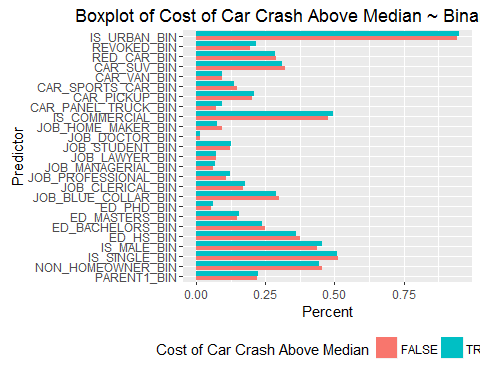 Boxplot of Cost of Car Crash Above Median ~ Bina
IS_URBAN_BIN
REVOKED_BIN
RED_CAR_BIN
CAR_SUV_BIN
CAR_VAN_BIN
CAR_SPORTS_CAR_BIN
CAR_PICKUP_BIN
CAR_PANEL_TRUCK_BIN
IS_COMMERCIAL_BIN
JOB_HOME_MAKER_BIN
JOB_DOCTOR_BIN
JOB_STUDENT_BIN
JOB_LAWYER_BIN
JOB_MANAGERIAL_BIN
JOB_PROFESSIONAL_BIN
JOB_CLERICAL_BIN
JOB_BLUE_COLLAR_BIN
ED_PHD_BIN
ED_MASTERS_BIN
ED_BACHELORS_BIN
ED_HS_BIN
IS_MALE_BIN
IS_SINGLE_BIN
NON_HOMEOWNER_BIN
PARENT1_BIN
Predictor
0.00 0.25 0.50 0.75
Percent
Cost of Car Crash Above Median FALSE TR